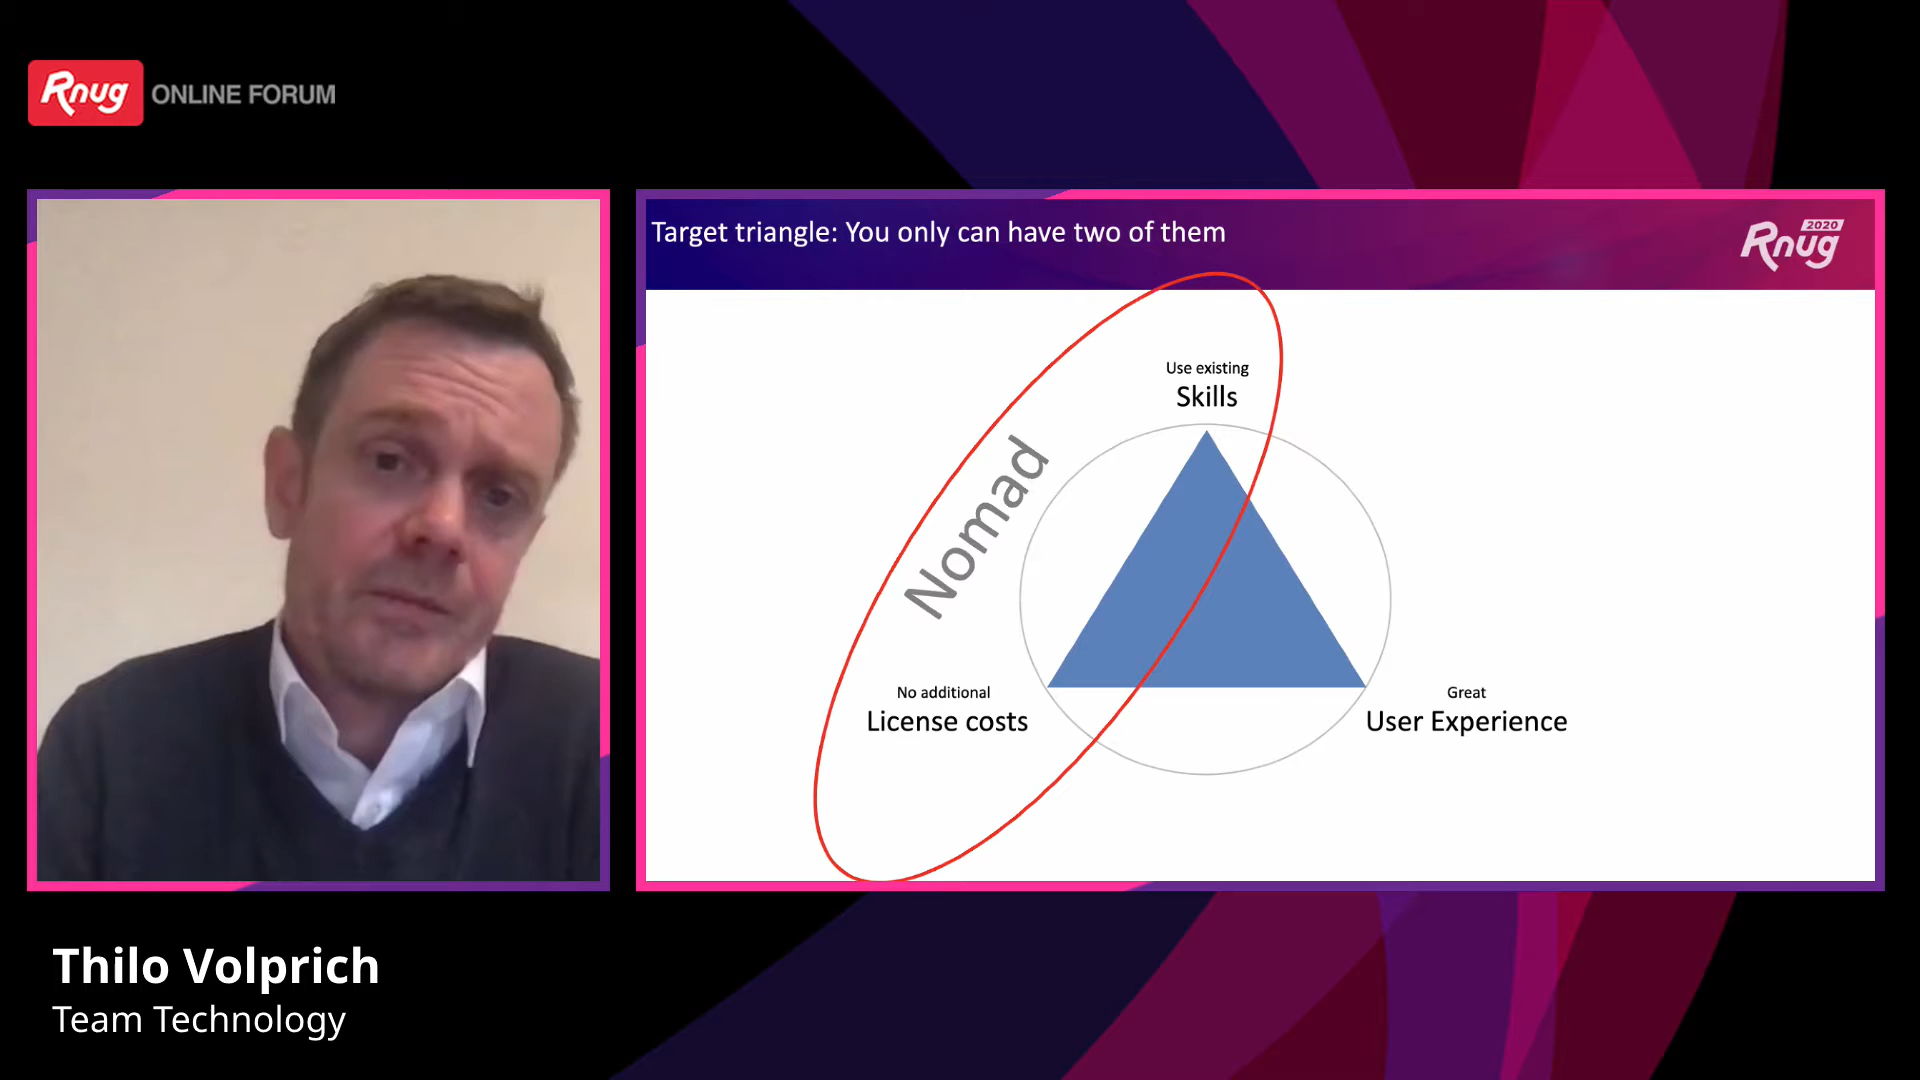 Rnug ONLINE FORUM
Target triangle: You only can have two of them
2020
Rnug
Use existing
Skills
Nomad
No additional
License costs
Great
User Experience
Thilo Volprich
Team Technology